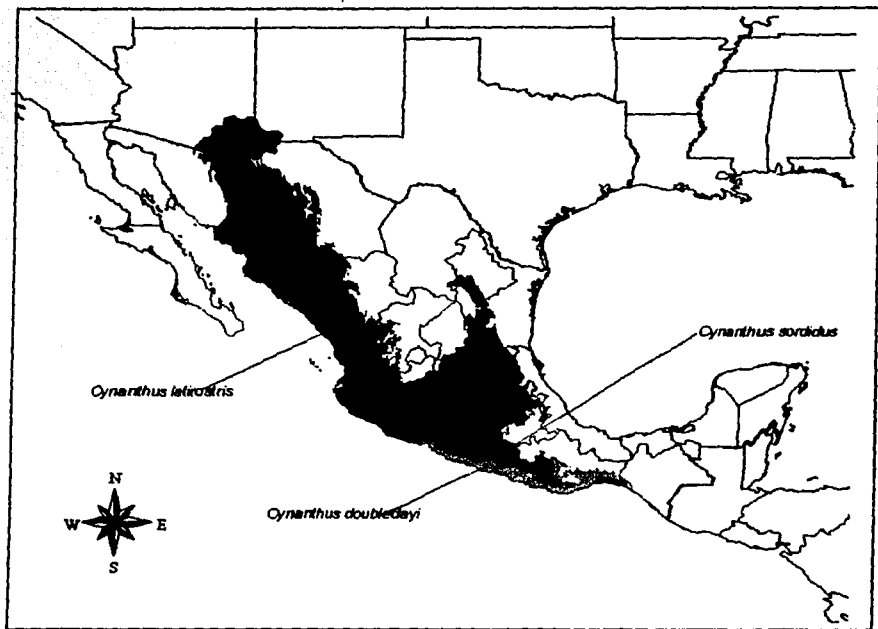 Cynanthus sordidus
Cynanthus latirostris
Cynanthus doubledayi
N
W E
S